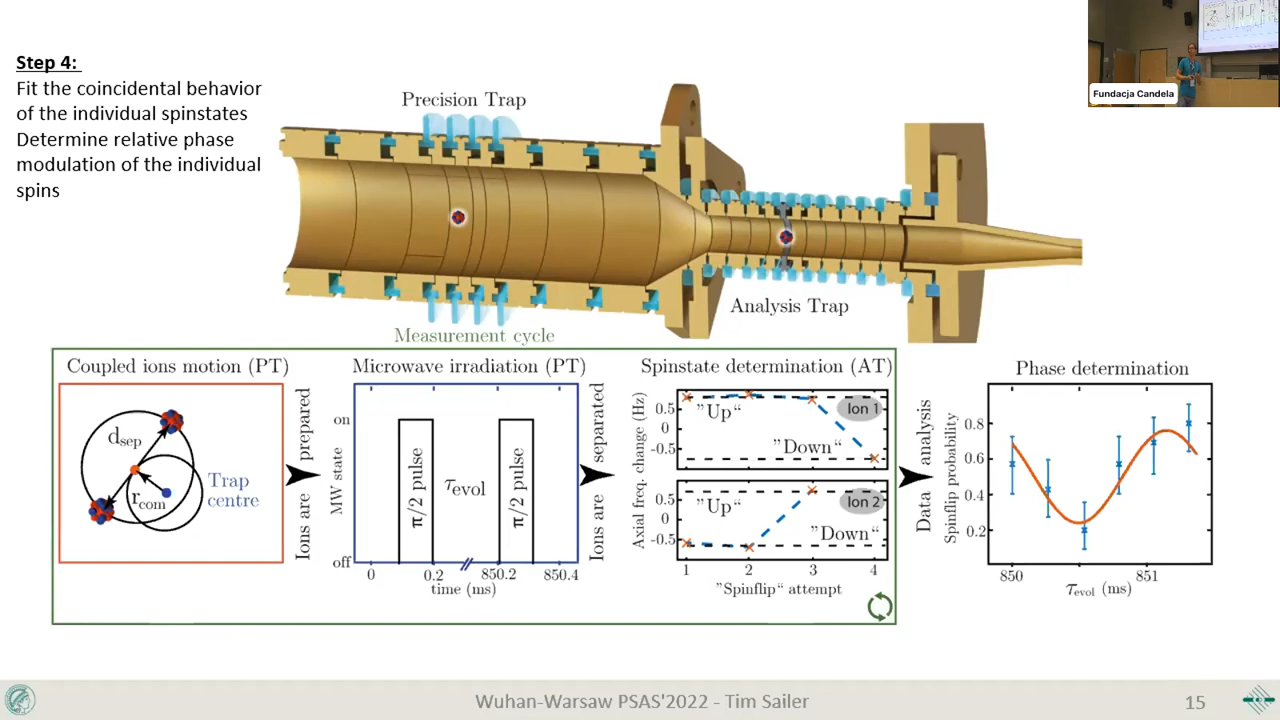 Step 4:
Fit the coincidental behavior
of the individual spinstates
Determine relative phase
modulation of the individual
spins
Fundacja Candela
Precision Trap
Analysis Trap
Measurement cycle
Coupled ions motion (PT)
d_sep
r_com
Trap
centre
Ions are prepared
Microwave irradiation (PT)
MW state
on
off
π/2 pulse
τ_evol
π/2 pulse
0
0.2
850.2
850.4
time (ms)
Ions are separated
Spinstate determination (AT)
Axial freq. change (Hz)
0.5
0
-0.5
"Up“
"Down“
Ion 1
0.5
0
-0.5
"Up“
"Down“
Ion 2
1
2
3
4
"Spinflip“ attempt
Data analysis
Phase determination
Spinflip probability
0.8
0.6
0.4
0.2
850
851
τ_evol (ms)
Wuhan-Warsaw PSAS'2022 - Tim Sailer
15